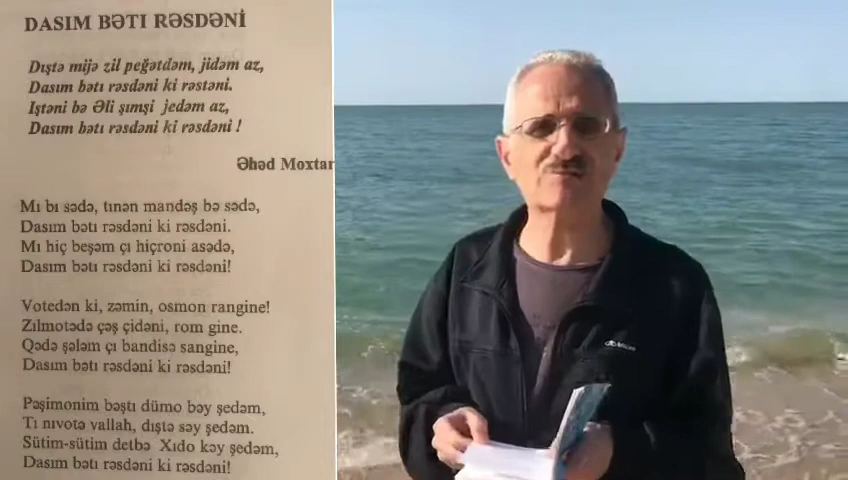 DASIM BƏTI RƏSDƏNİ
Dıştə mijə zil peğətdəm, jidəm az,
Dasım bətı rəsdəni ki rəstəni.
Iştəni bə Əli şımşi jedəm az,
Dasım bətı rəsdəni ki rəsdəni !
Əhəd Moxtar
Mı bı sədə, tınən mandəş bə sədə,
Dasım bətı rəsdəni ki rəsdəni.
Mı hiç beşəm çı hiçroni asədə,
Dasım bətı rəsdəni ki rəsdəni!
Votedən ki, zəmin, osmon rangine!
Zılmotədə çəş çidəni, rom gine.
Qədə şələm çı bandisə sangine,
Dasım bətı rəsdəni ki rəsdəni!
Pəşimonim bəştı dümo bəy şedəm,
Tı nıvotə vallah, dıştə səy şedəm.
Sütim-sütim detbə Xıdo kəy şedəm,
Dasım bətı rəsdəni ki rəsdəni!